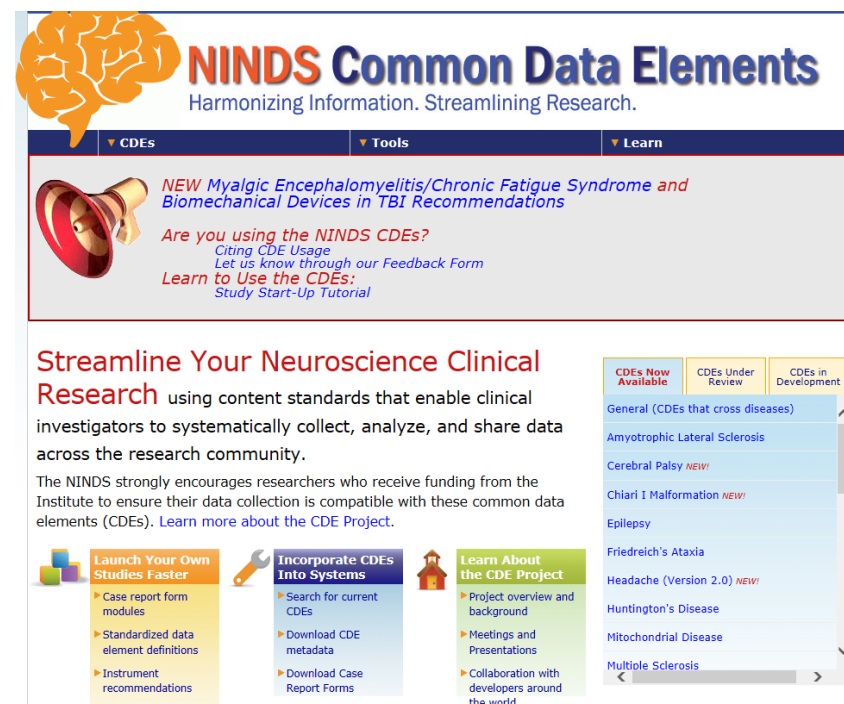 NINDS Common Data Elements
Harmonizing Information. Streamlining Research.
▼ CDEs
▼ Tools
▼ Learn
NEW Myalgic Encephalomyelitis/Chronic Fatigue Syndrome and
Biomechanical Devices in TBI Recommendations
Are you using the NINDS CDEs?
Citing CDE Usage
Let us know through our Feedback Form
Learn to Use the CDEs:
Study Start-Up Tutorial
Streamline Your Neuroscience Clinical
Research using content standards that enable clinical
investigators to systematically collect, analyze, and share data
across the research community.
The NINDS strongly encourages researchers who receive funding from the
Institute to ensure their data collection is compatible with these common data
elements (CDEs). Learn more about the CDE Project.
Launch Your Own
Studies Faster
Case report form
modules
Standardized data
element definitions
Instrument
recommendations
Incorporate CDEs
Into Systems
Search for current
CDEs
Download CDE
metadata
Download Case
Report Forms
Learn About
the CDE Project
Project overview and
background
Meetings and
Presentations
Collaboration with
developers around
the world
CDEs Now
Available
CDEs Under
Review
CDEs in
Development
General (CDEs that cross diseases)
Amyotrophic Lateral Sclerosis
Cerebral Palsy NEW!
Chiari I Malformation NEW!
Epilepsy
Friedreich's Ataxia
Headache (Version 2.0) NEW!
Huntington's Disease
Mitochondrial Disease
Multiple Sclerosis